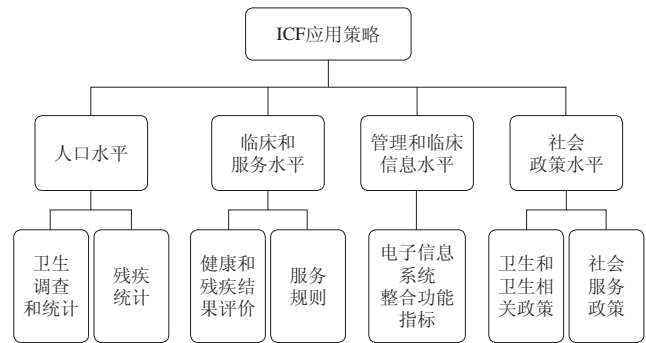 ICF应用策略
人口水平
临床和
服务水平
管理和临床
信息水平
社会
政策水平
卫生
调查
和统计
残疾
统计
健康和
残疾结
果评价
服务
规则
电子信息
系统
整合功能
指标
卫生和
卫生相
关政策
社会
服务
政策